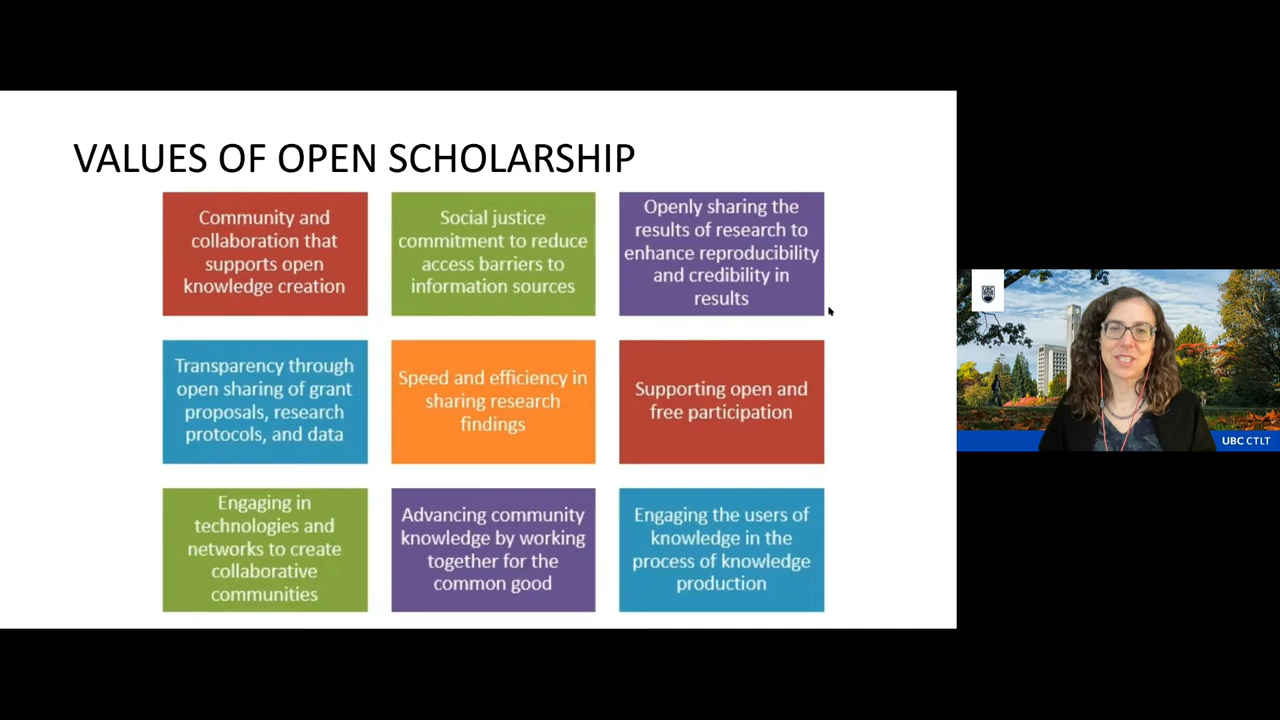 VALUES OF OPEN SCHOLARSHIP
Community and
collaboration that
supports open
knowledge creation
Social justice
commitment to reduce
access barriers to
information sources
Openly sharing the
results of research to
enhance reproducibility
and credibility in
results
Transparency through
open sharing of grant
proposals, research
protocols, and data
Speed and efficiency in
sharing research
findings
Supporting open and
free participation
Engaging in
technologies and
networks to create
collaborative
communities
Advancing community
knowledge by working
together for the
common good
Engaging the users of
knowledge in the
process of knowledge
production
UBC
UBC CTLT